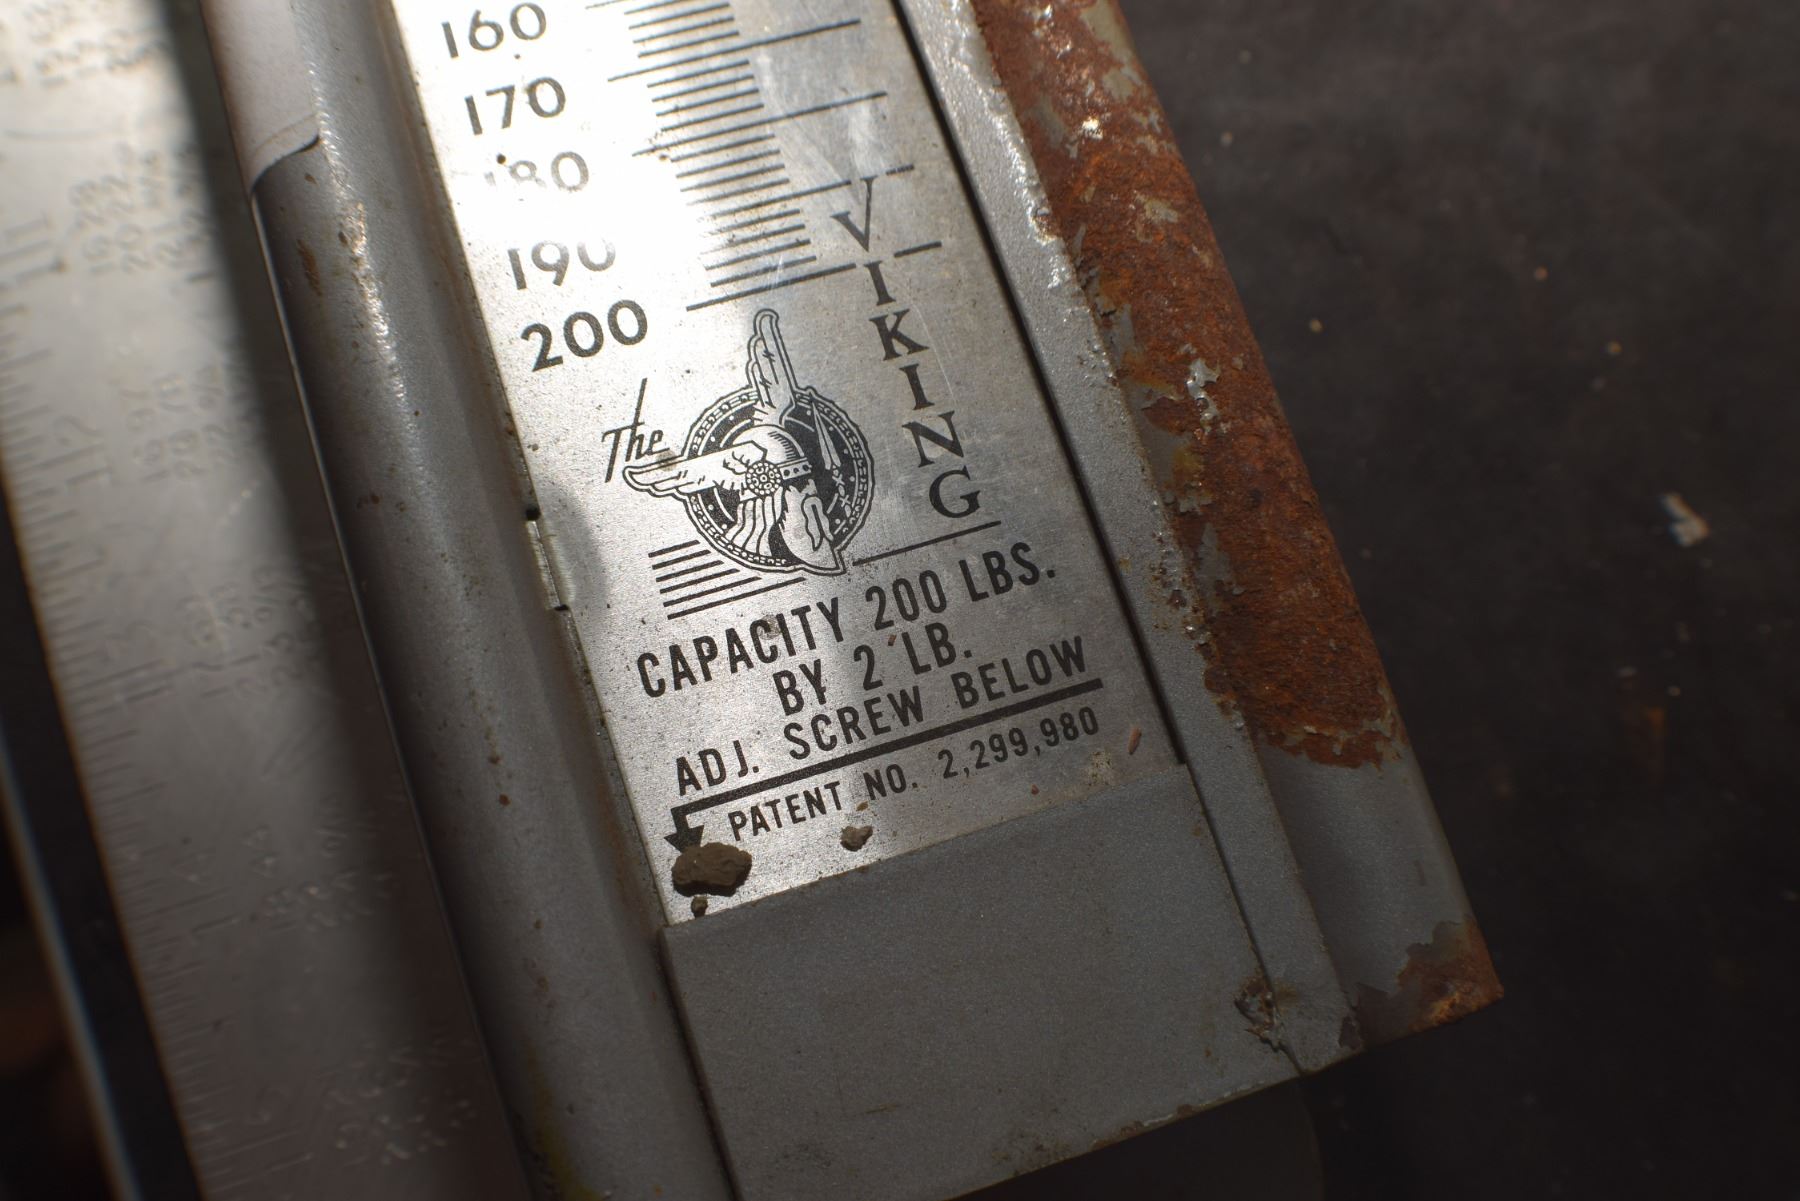 160
170
180
190
200
The
VIKING
CAPACITY 200 LBS.
BY 2 LB.
ADJ. SCREW BELOW
PATENT NO. 2,299,980